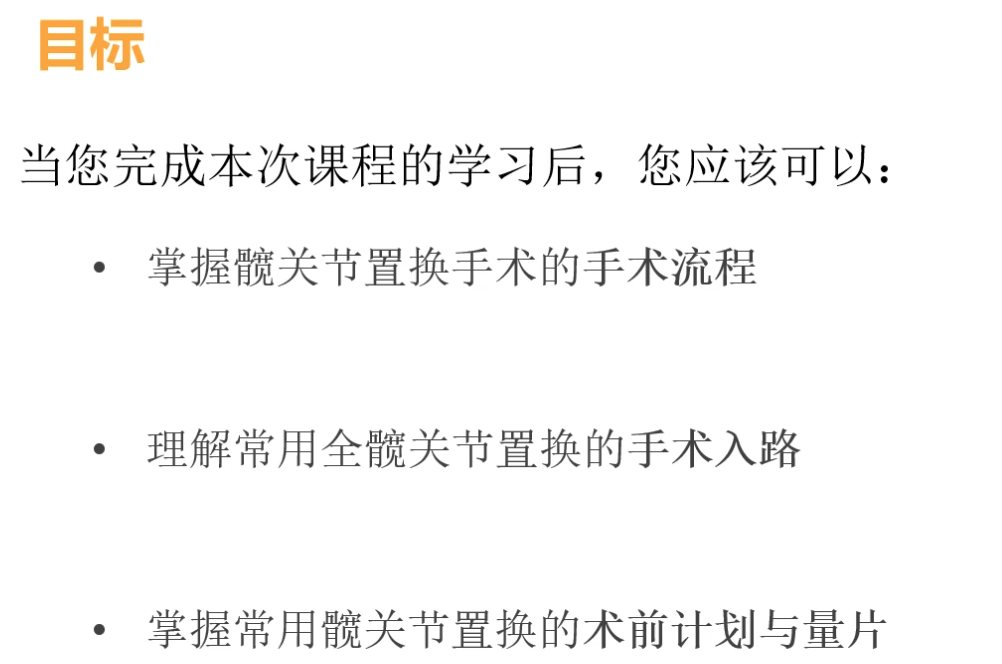 目标
当您完成本次课程的学习后，您应该可以：
• 掌握髋关节置换手术的手术流程
• 理解常用全髋关节置换的手术入路
• 掌握常用髋关节置换的术前计划与量片